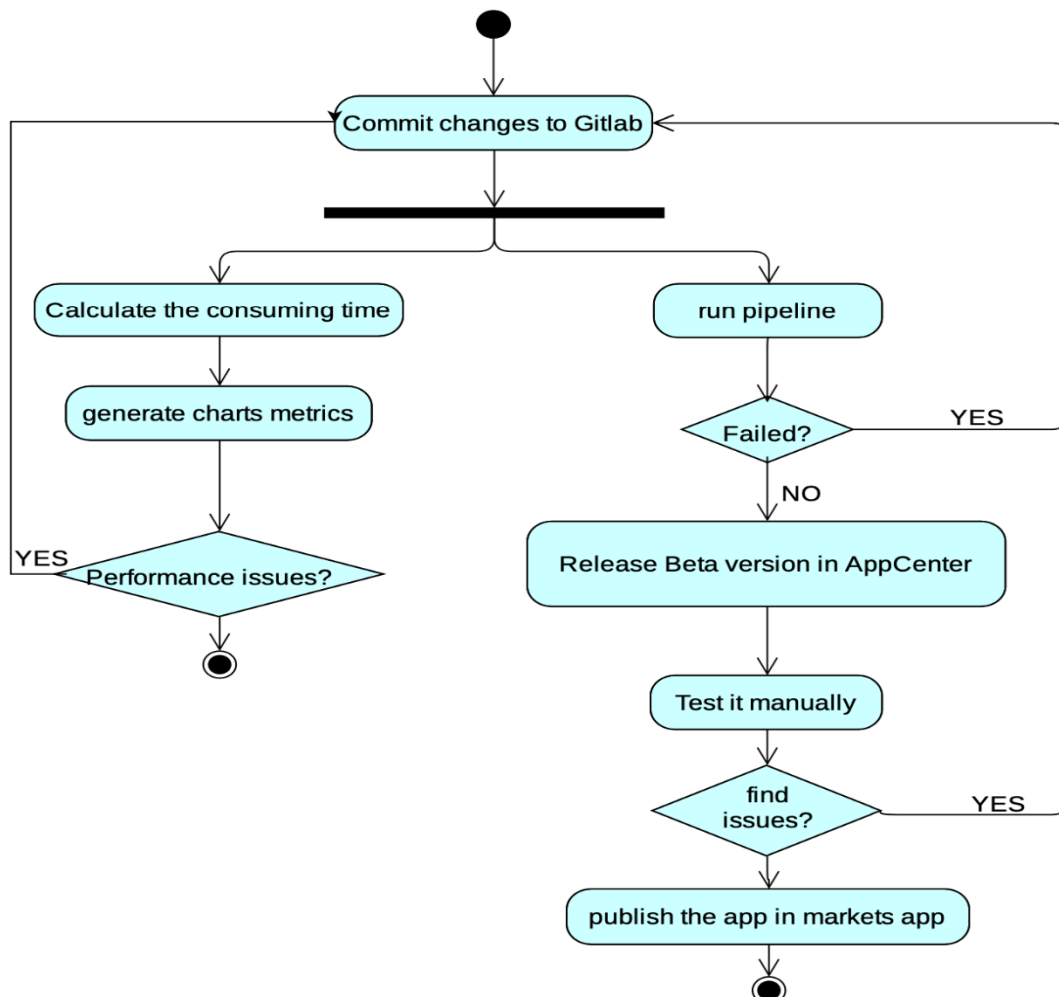 Commit changes to Gitlab
Calculate the consuming time
run pipeline
generate charts metrics
Failed?
YES
NO
YES
Performance issues?
Release Beta version in AppCenter
Test it manually
find
issues?
YES
publish the app in markets app